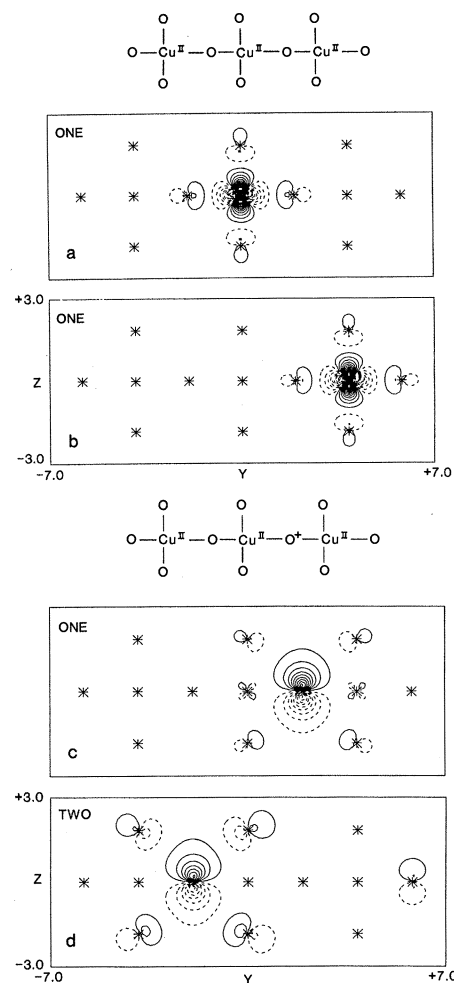 O O O
O—Cu^II—O—Cu^II—O—Cu^II—O
O O O
ONE
a
+3.0
ONE
Z
b
-3.0
-7.0 Y +7.0
O O O
O—Cu^II—O—Cu^II—O^+—Cu^II—O
O O O
ONE
c
+3.0
TWO
Z
d
-3.0
-7.0 Y +7.0